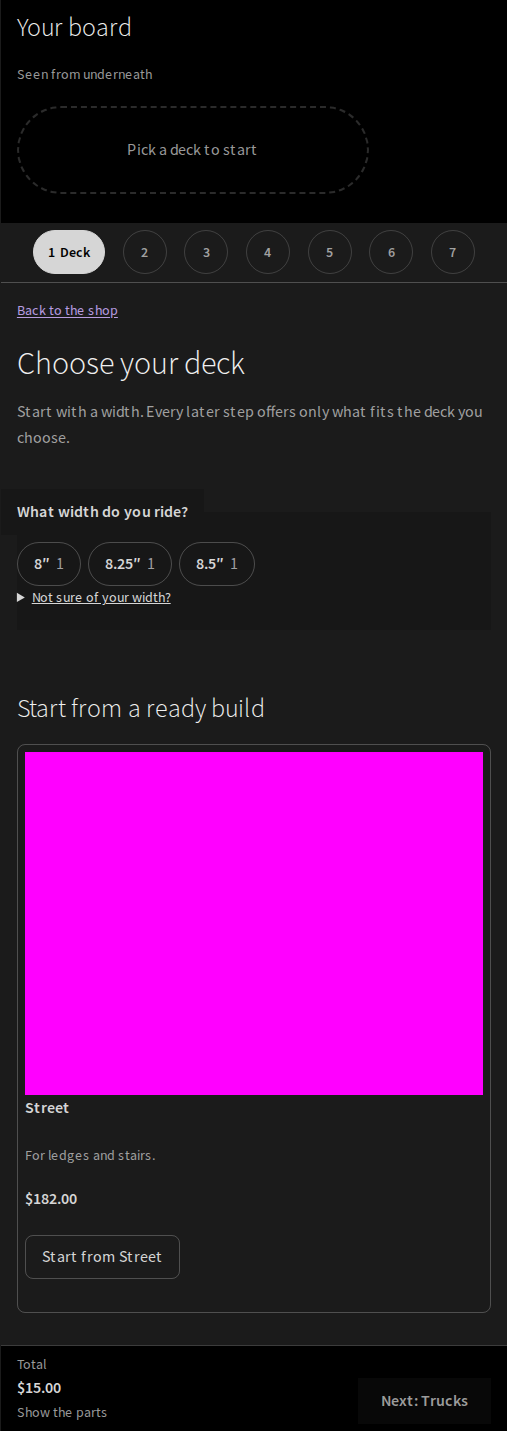 Your board
Seen from underneath
Pick a deck to start
1 Deck 2 3 4 5 6 7
Back to the shop
Choose your deck
Start with a width. Every later step offers only what fits the deck you
choose.
What width do you ride?
8″ 1 8.25″ 1 8.5″ 1
Not sure of your width?
Start from a ready build
Street
For ledges and stairs.
$182.00
Start from Street
Total
$15.00
Show the parts
Next: Trucks